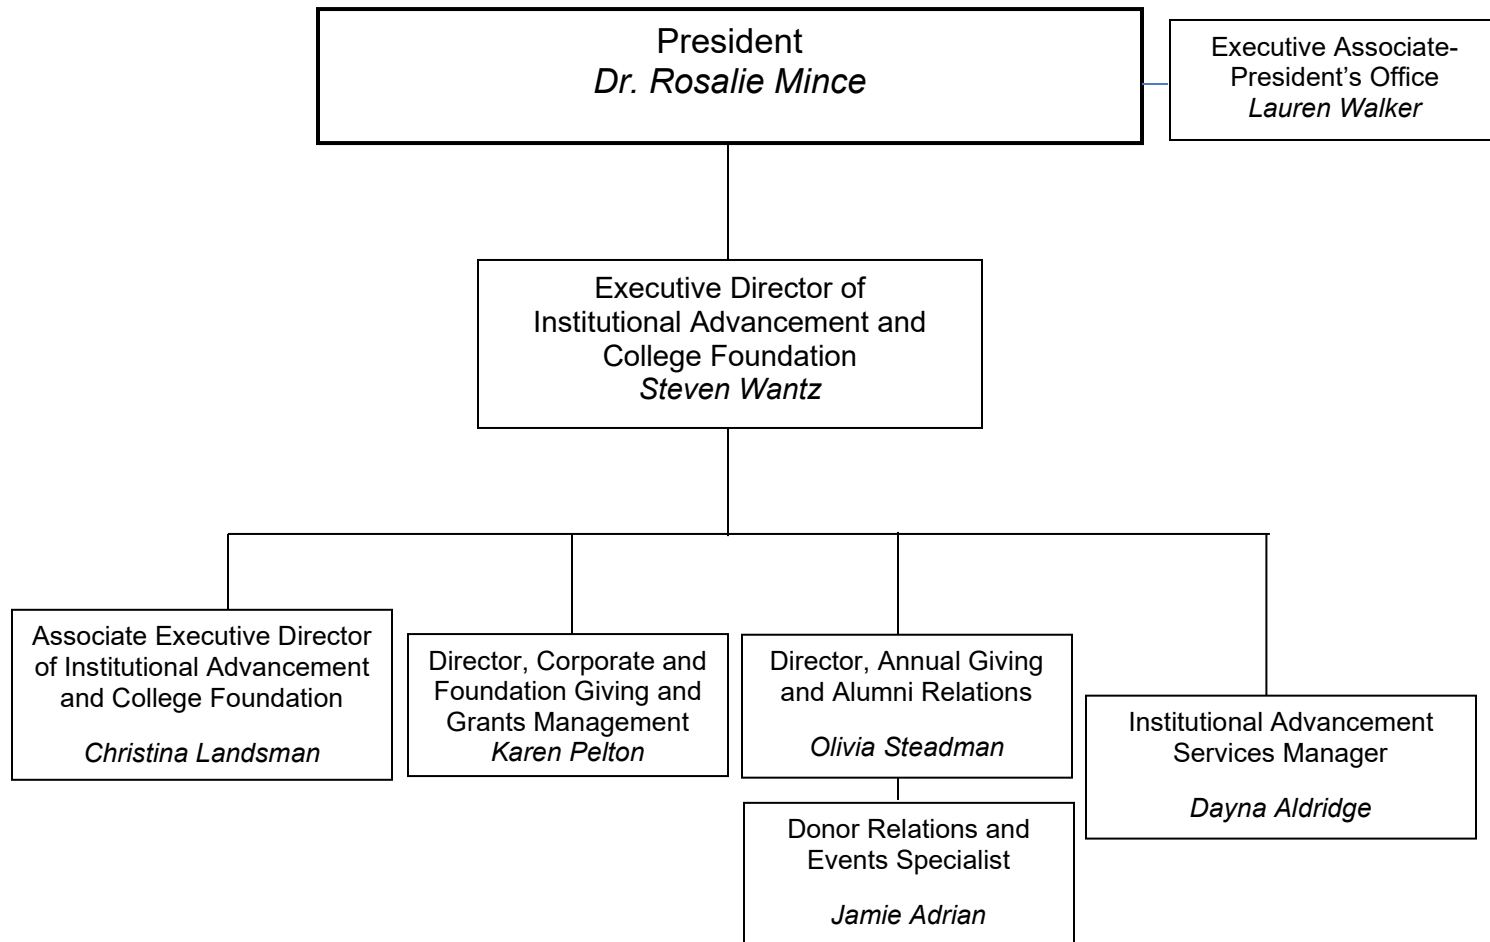 President
Dr. Rosalie Mince
Executive Associate-
President’s Office
Lauren Walker
Executive Director of
Institutional Advancement and
College Foundation
Steven Wantz
Associate Executive Director
of Institutional Advancement
and College Foundation
Christina Landsman
Director, Corporate and
Foundation Giving and
Grants Management
Karen Pelton
Director, Annual Giving
and Alumni Relations
Olivia Steadman
Institutional Advancement
Services Manager
Dayna Aldridge
Donor Relations and
Events Specialist
Jamie Adrian